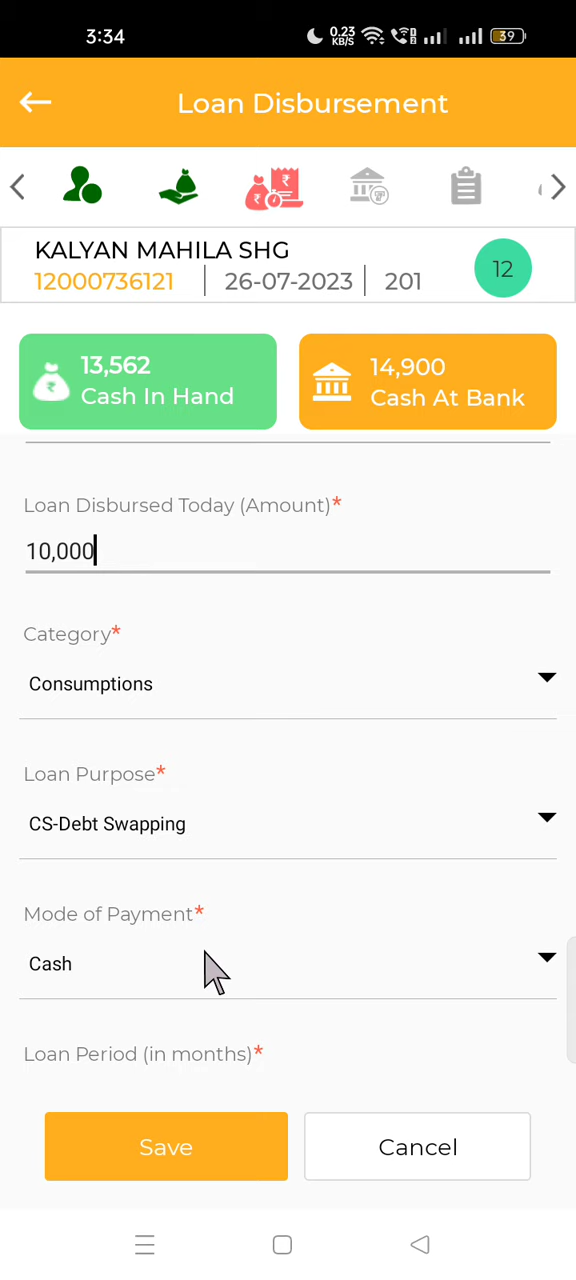 3:34
0.23
KB/S
39
Loan Disbursement
KALYAN MAHILA SHG
12000736121 | 26-07-2023 | 201
12
13,562
Cash In Hand
14,900
Cash At Bank
Loan Disbursed Today (Amount)*
10,000
Category*
Consumptions
Loan Purpose*
CS-Debt Swapping
Mode of Payment*
Cash
Loan Period (in months)*
Save
Cancel